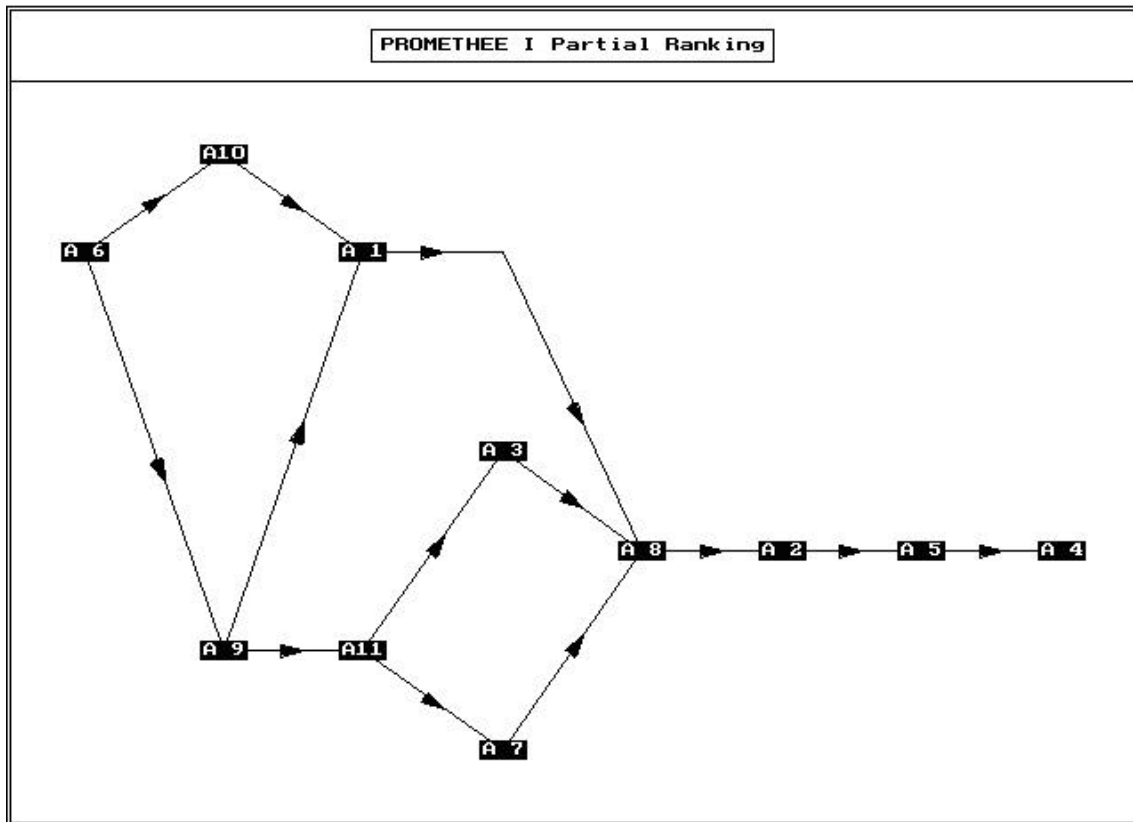 PROMETHEE I Partial Ranking
A10
A 6
A 1
A 3
A 8
A 2
A 5
A 4
A 9
A11
A 7